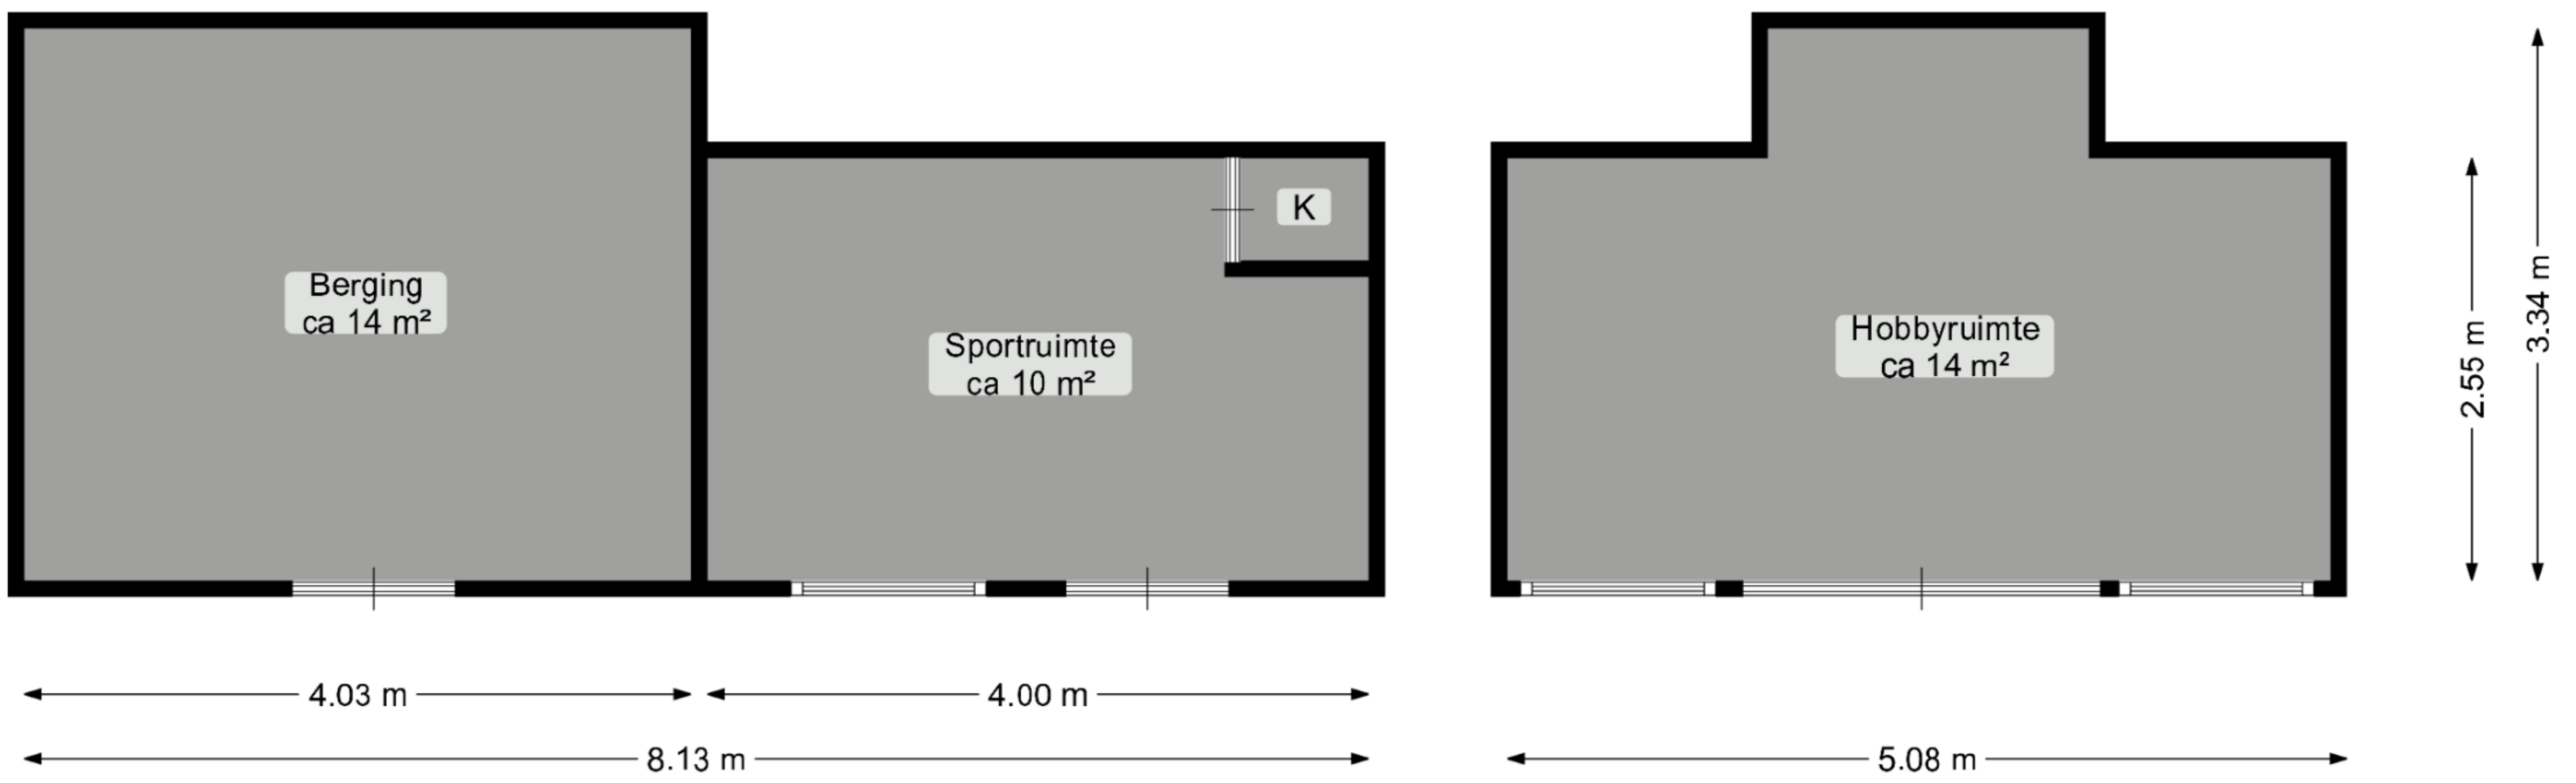 K
Berging
ca 14 m²
Sportruimte
ca 10 m²
Hobbyruimte
ca 14 m²
2.55 m
3.34 m
4.03 m
4.00 m
8.13 m
5.08 m